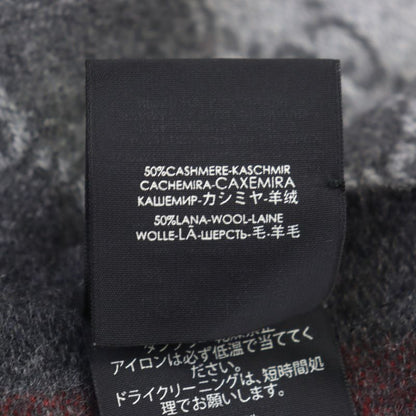 50%CASHMERE-KASCHMIR
CACHEMIRA-CAXEMIRA
КАШЕМИР-カシミヤ-羊绒
50%LANA-WOOL-LAINE
WOLLE-LÃ-ШЕРСТЬ-毛-羊毛
アイロンは必ず低温で当ててく
ださい。
ドライクリーニングは、短時間処
理でお願いします。